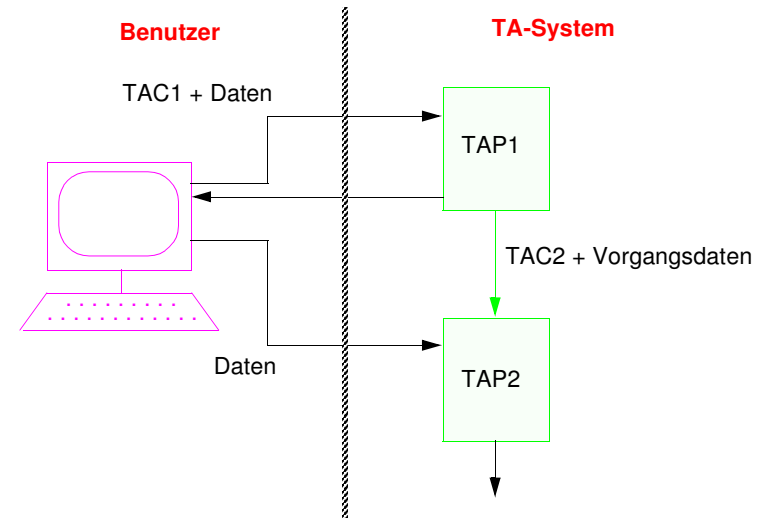 Benutzer
TA-System
TAC1 + Daten
TAP1
TAC2 + Vorgangsdaten
Daten
TAP2